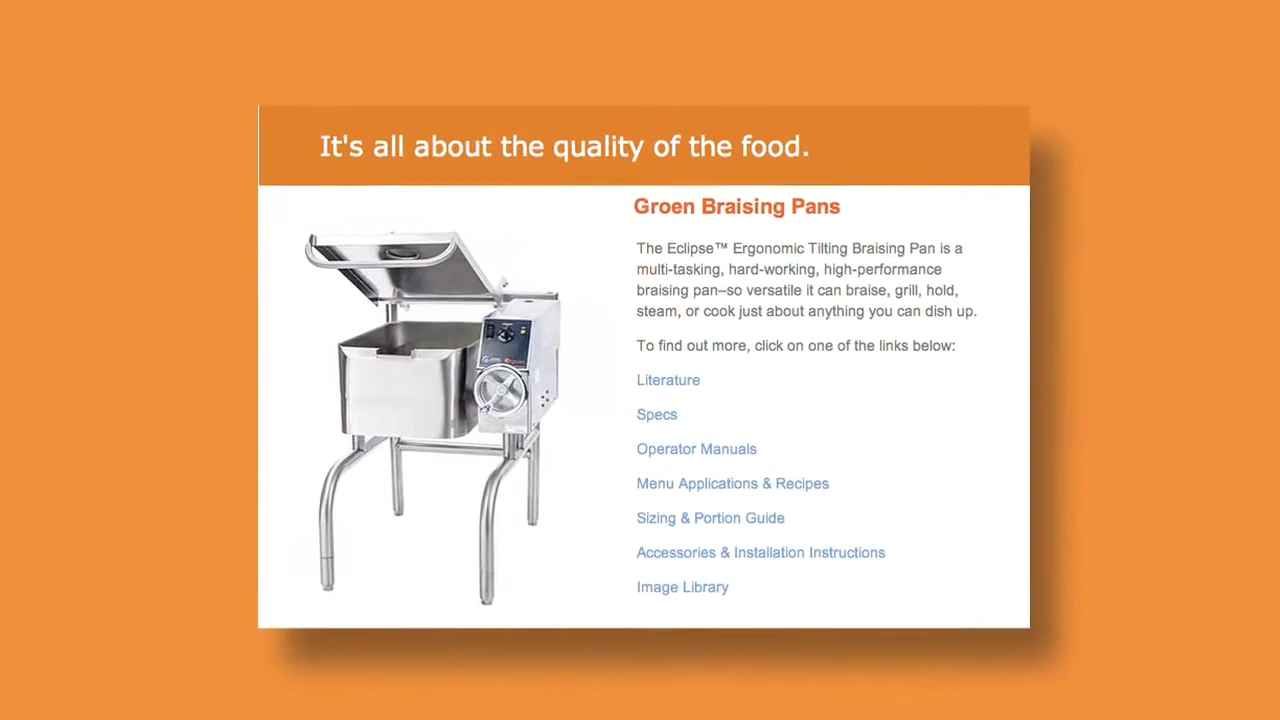 It's all about the quality of the food.
Groen Braising Pans
The Eclipse™ Ergonomic Tilting Braising Pan is a
multi-tasking, hard-working, high-performance
braising pan–so versatile it can braise, grill, hold,
steam, or cook just about anything you can dish up.
To find out more, click on one of the links below:
Literature
Specs
Operator Manuals
Menu Applications & Recipes
Sizing & Portion Guide
Accessories & Installation Instructions
Image Library